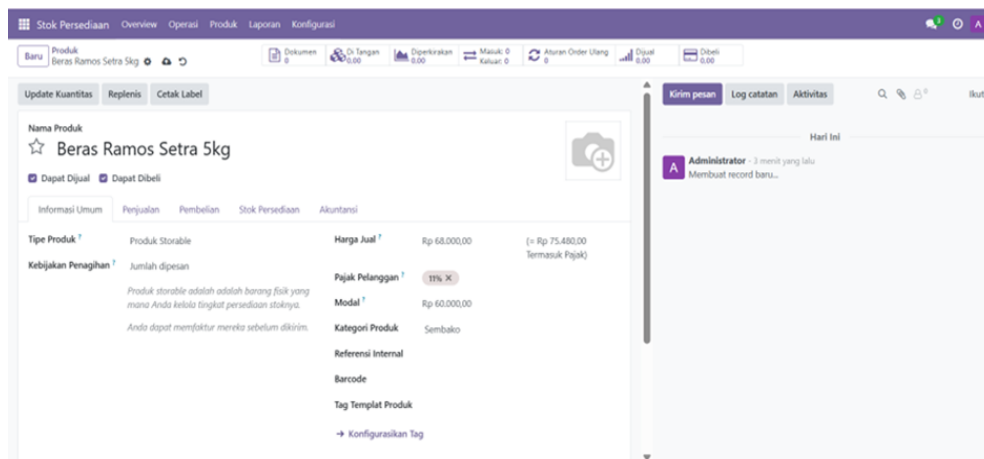 Stok Persediaan Overview Operasi Produk Laporan Konfigurasi
3
A
Baru
Produk
Beras Ramos Setra 5kg
Dokumen
0
Di Tangan
0,00
Diperkirakan
0,00
Masuk: 0
Keluar: 0
Aturan Order Ulang
0
Dijual
0,00
Dibeli
0,00
Update Kuantitas Replenis Cetak Label
Nama Produk
Beras Ramos Setra 5kg
Dapat Dijual Dapat Dibeli
Informasi Umum Penjualan Pembelian Stok Persediaan Akuntansi
Tipe Produk ? Produk Storable
Kebijakan Penagihan ? Jumlah dipesan
Produk storable adalah adalah barang fisik yang
mana Anda kelola tingkat persediaan stoknya.
Anda dapat memfaktur mereka sebelum dikirim.
Harga Jual ? Rp 68.000,00 (= Rp 75.480,00
Termasuk Pajak)
Pajak Pelanggan ? 11% ×
Modal ? Rp 60.000,00
Kategori Produk Sembako
Referensi Internal
Barcode
Tag Templat Produk
→ Konfigurasikan Tag
Kirim pesan Log catatan Aktivitas 0 Ikut
Hari Ini
A
Administrator - 3 menit yang lalu
Membuat record baru...